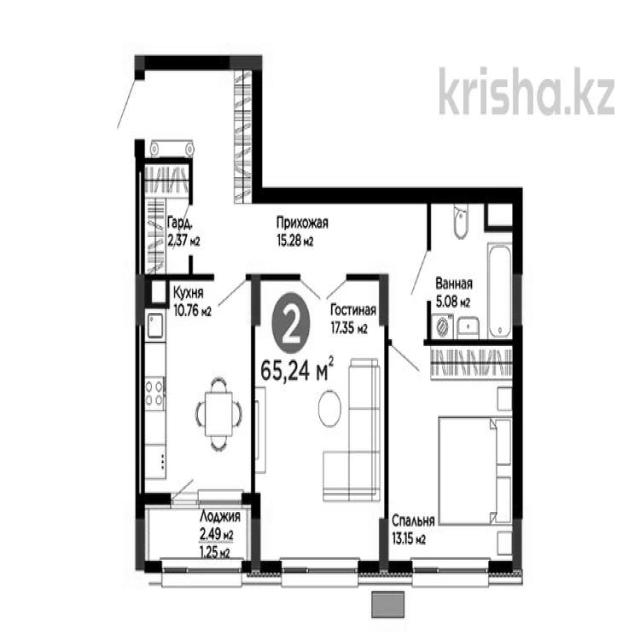 krisha.kz
Гард.
2.37 м2
Прихожая
15.28 м2
Ванная
5.08 м2
Кухня
10.76 м2
2
65,24 м2
Гостиная
17.35 м2
Лоджия
2.49 м2
1.25 м2
Спальня
13.15 м2